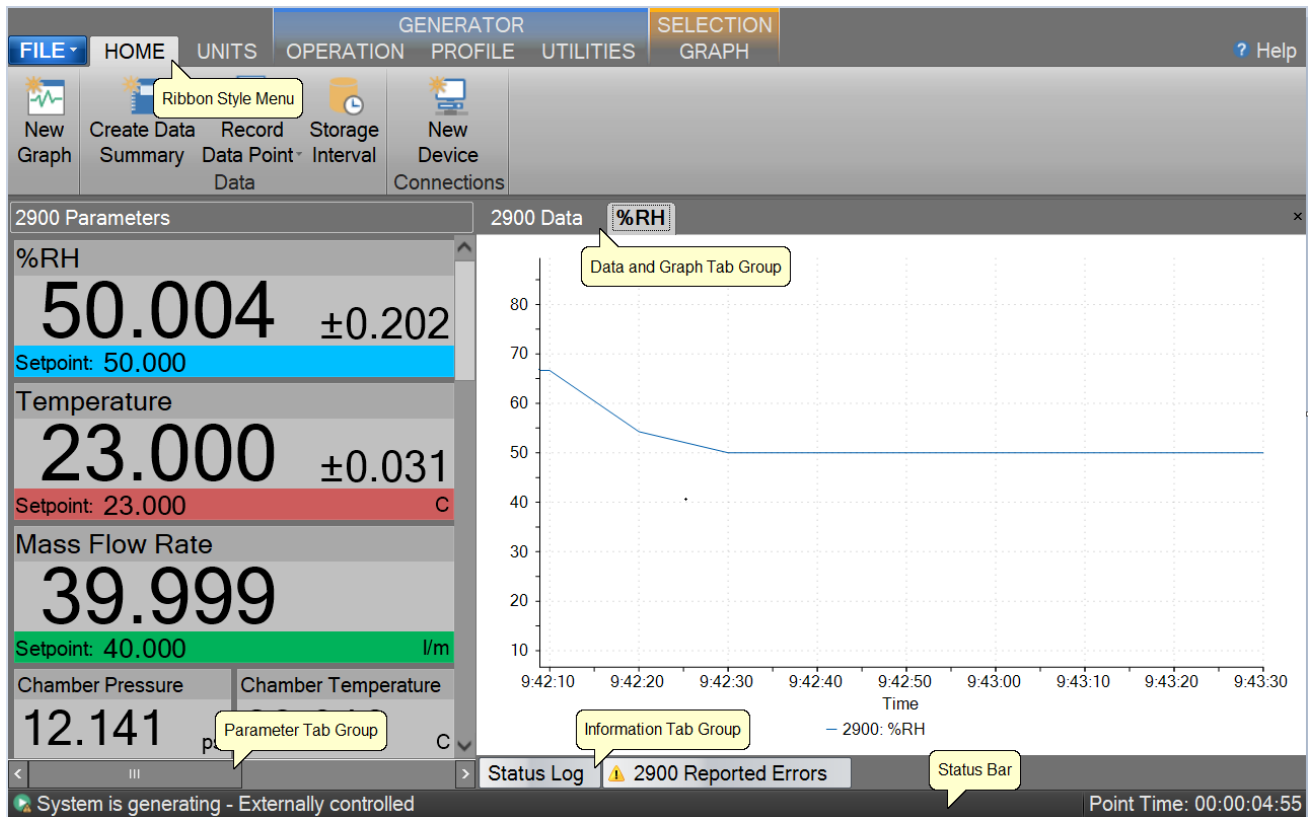 GENERATOR
SELECTION
FILE HOME UNITS OPERATION PROFILE UTILITIES GRAPH ? Help
Ribbon Style Menu
New Graph
Create Data Summary
Record Data Point
Storage Interval
New Device
Data
Connections
2900 Parameters
%RH
50.004 ±0.202
Setpoint: 50.000
Temperature
23.000 ±0.031
Setpoint: 23.000 C
Mass Flow Rate
39.999
Setpoint: 40.000 l/m
Chamber Pressure
12.141
Chamber Temperature
C
Parameter Tab Group
2900 Data %RH ×
Data and Graph Tab Group
80
70
60
50
40
30
20
10
9:42:10 9:42:20 9:42:30 9:42:40 9:42:50 9:43:00 9:43:10 9:43:20 9:43:30
Time
2900: %RH
Information Tab Group
Status Log 2900 Reported Errors
Status Bar
System is generating - Externally controlled Point Time: 00:00:04:55